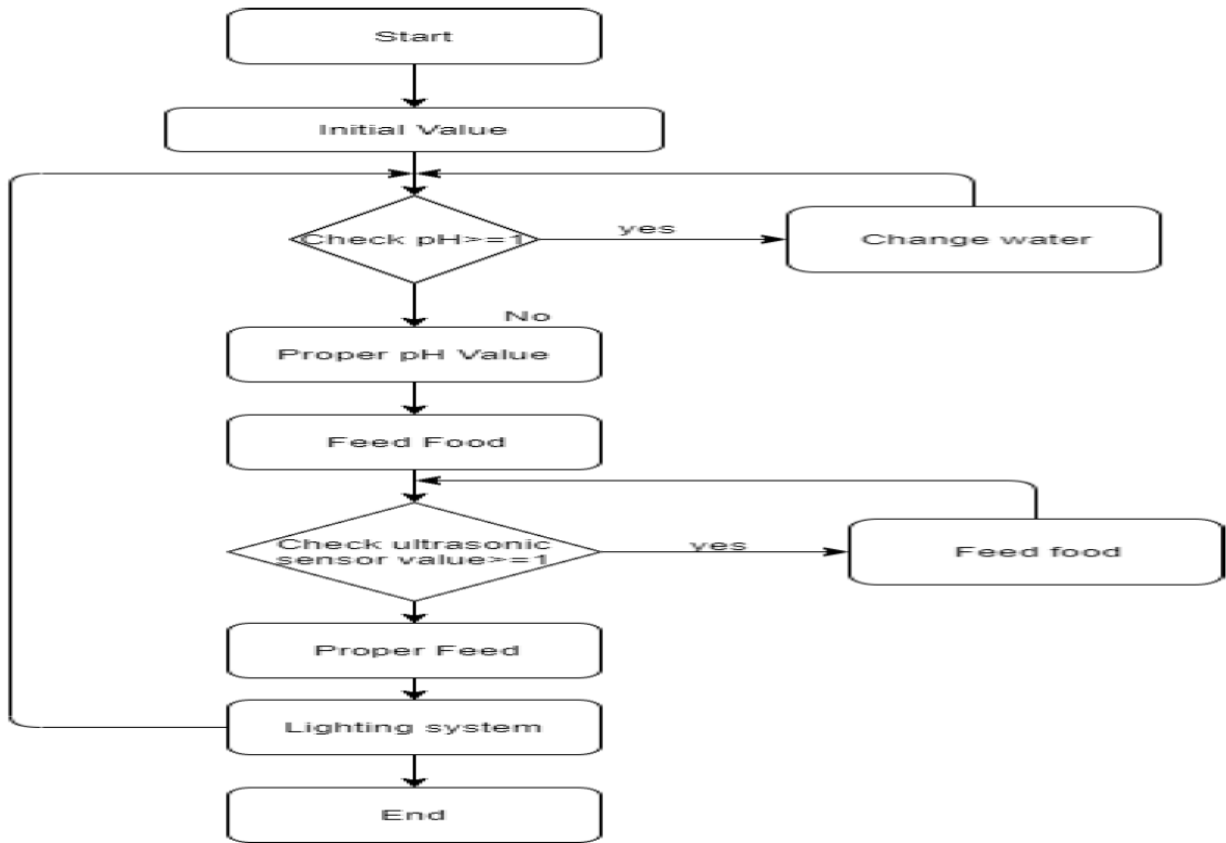 Start
Initial Value
Check pH>=1
yes
Change water
No
Proper pH Value
Feed Food
Check ultrasonic
sensor value>=1
yes
Feed food
Proper Feed
Lighting system
End